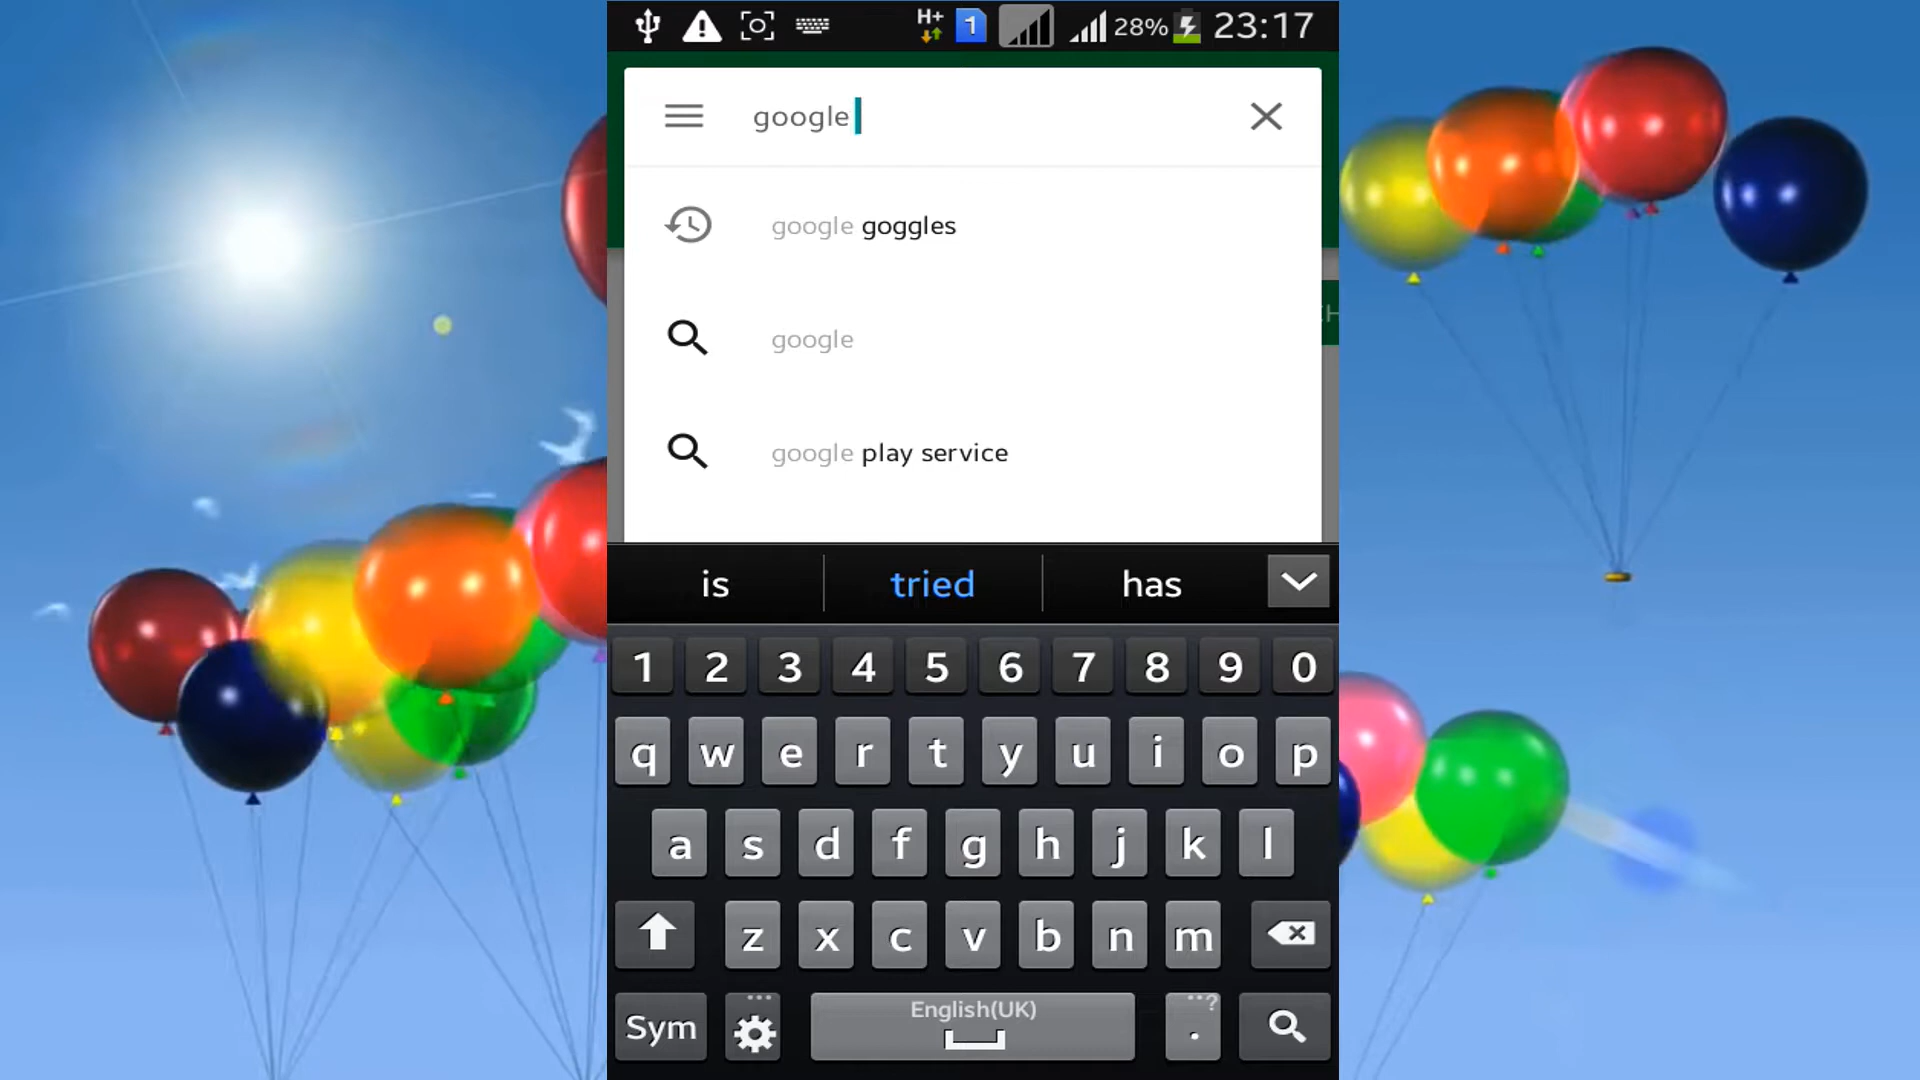 H+ 1 28% 23:17
google
google goggles
google
google play service
is tried has
1 2 3 4 5 6 7 8 9 0
q w e r t y u i o p
a s d f g h j k l
z x c v b n m
Sym English(UK) . ... ?